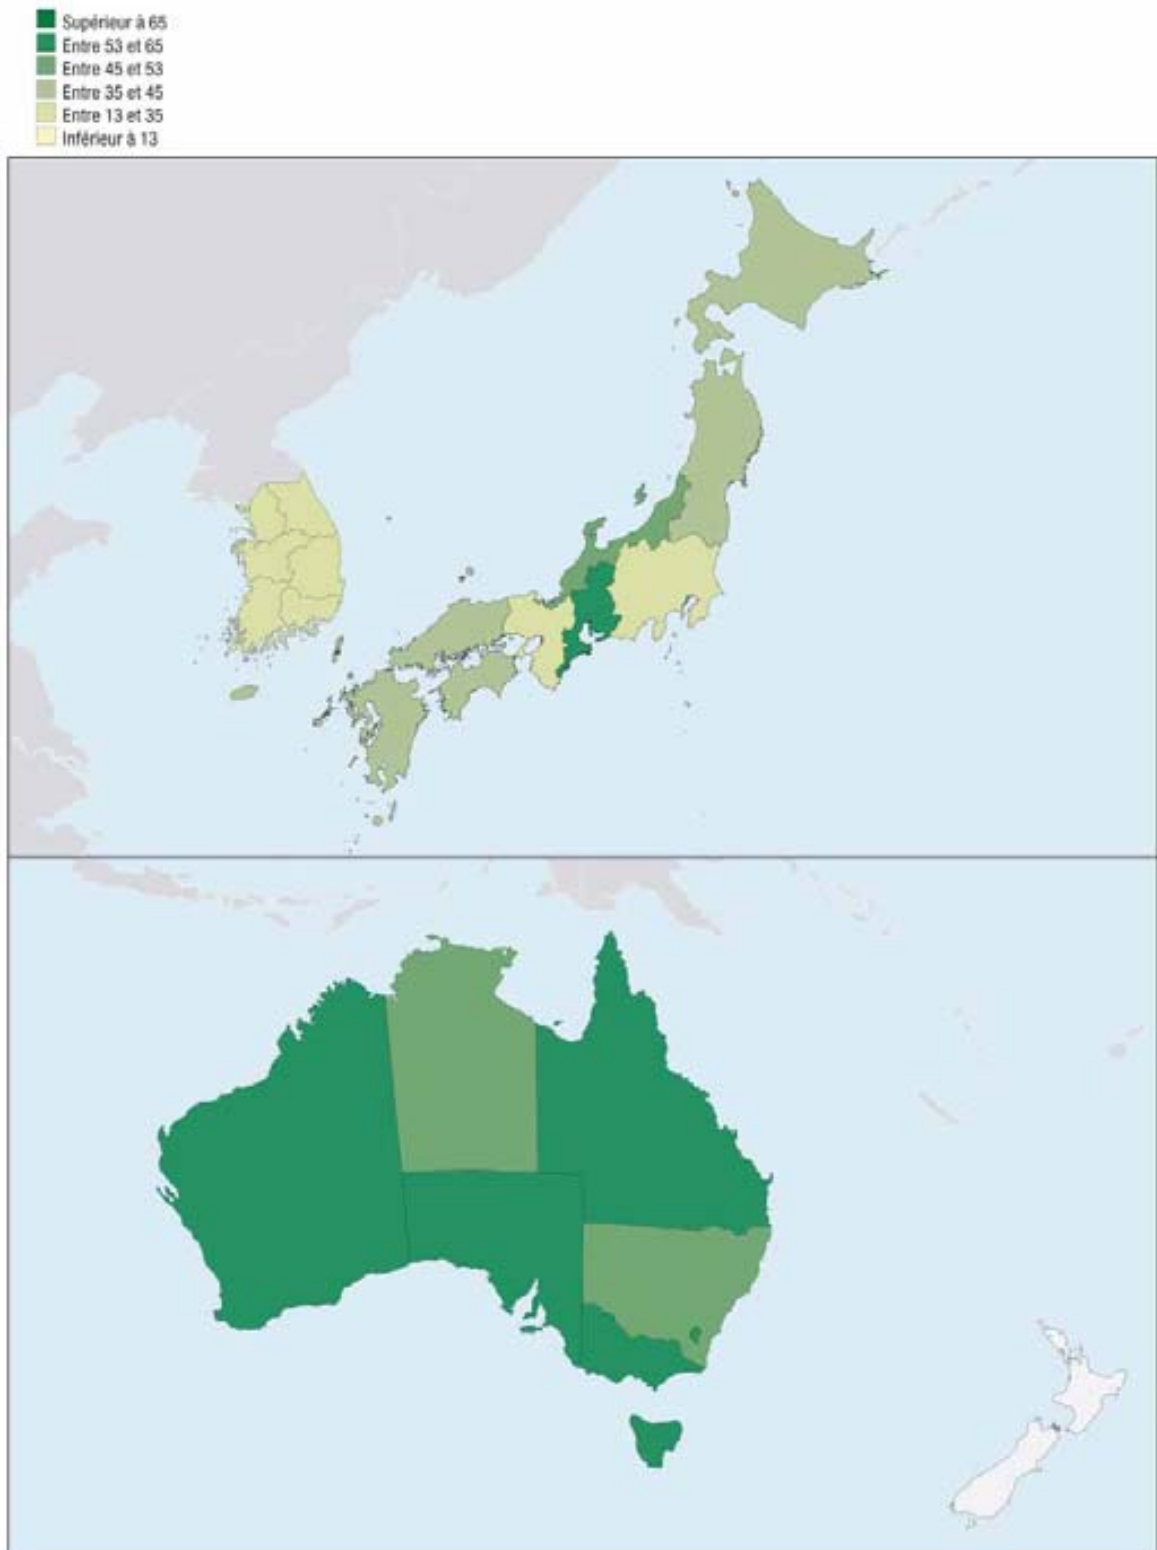 Supérieur à 65
Entre 53 et 65
Entre 45 et 53
Entre 35 et 45
Entre 13 et 35
Inférieur à 13